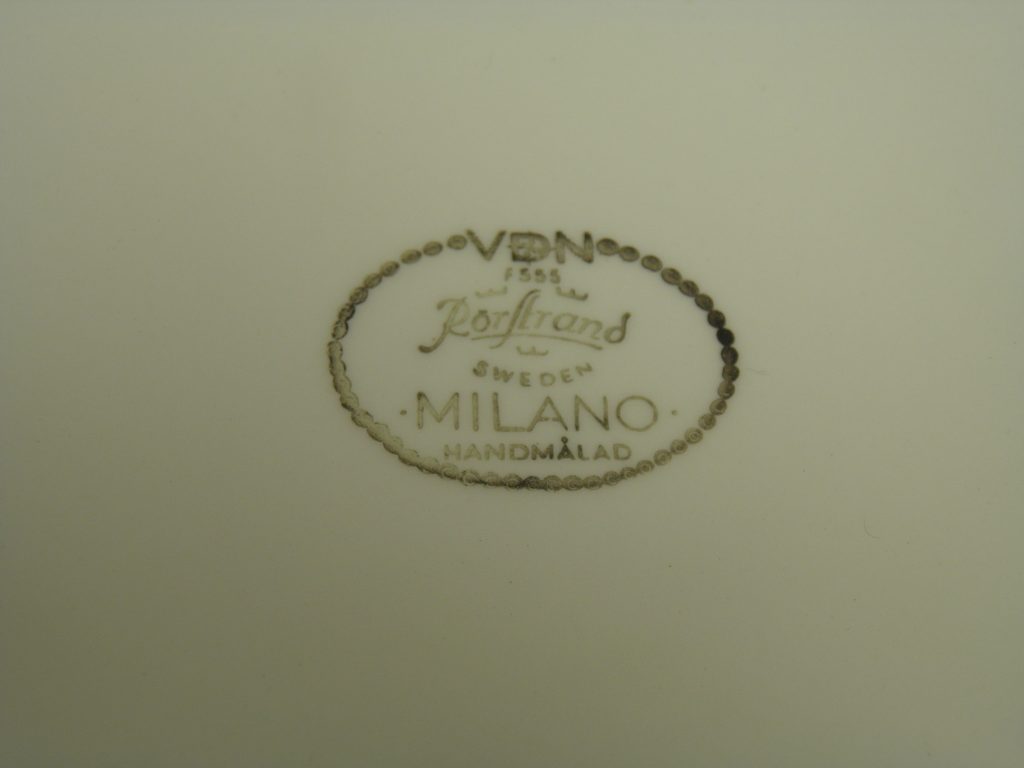 VDN
F555
Rörstrand
SWEDEN
·MILANO·
HANDMÅLAD